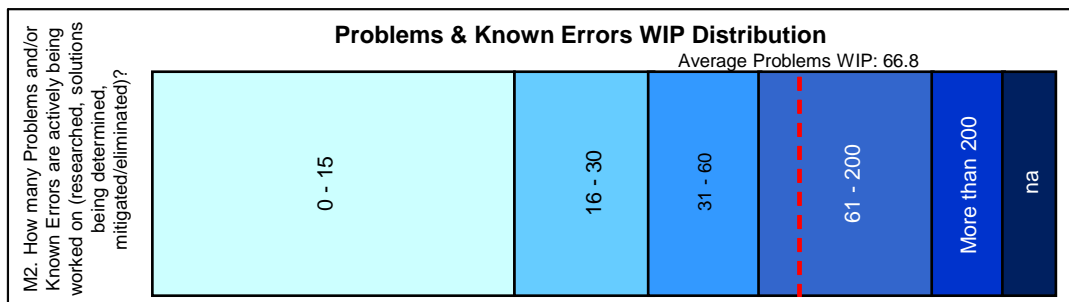 Problems & Known Errors WIP Distribution
Average Problems WIP: 66.8
M2. How many Problems and/or
Known Errors are actively being
worked on (researched, solutions
being determined,
mitigated/eliminated)?
0 - 15
16 - 30
31 - 60
61 - 200
More than 200
na